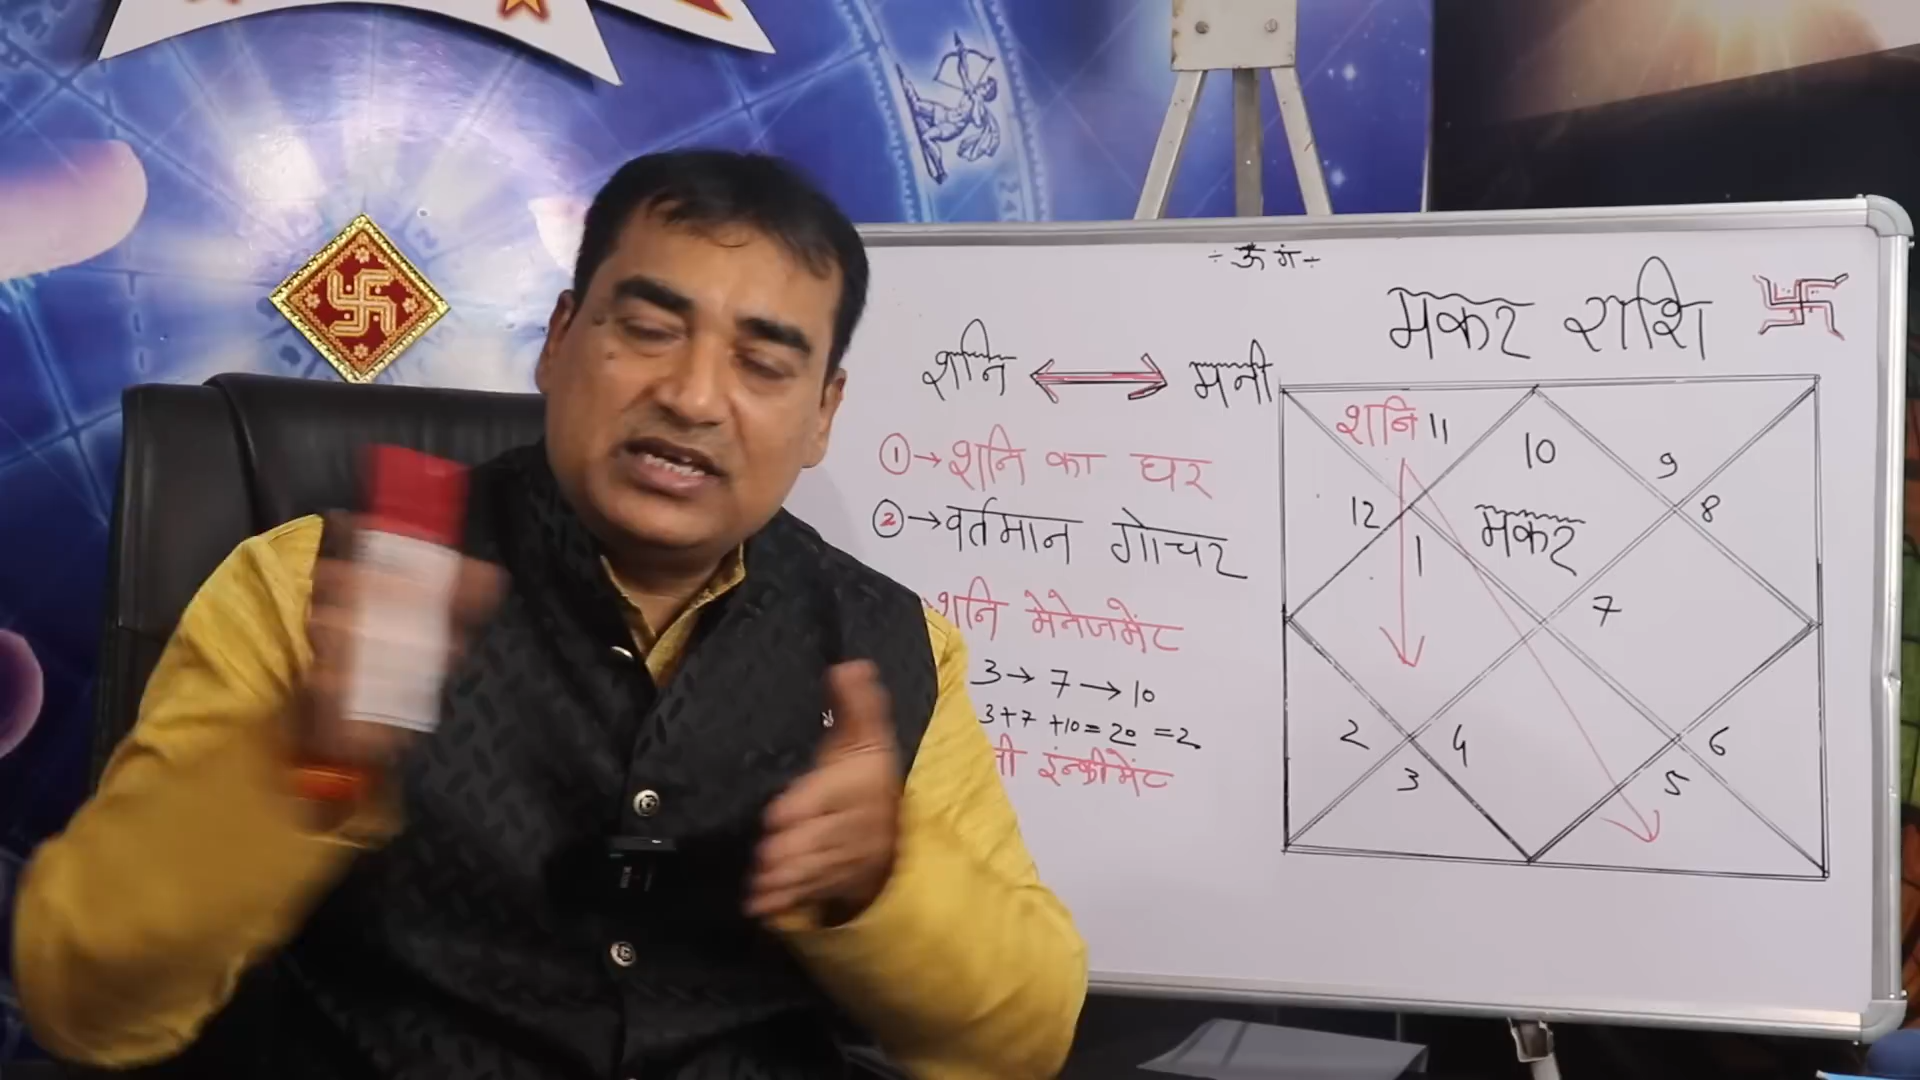 ÷ ॐ गं ÷
मकर राशि
शनि ⟷ मनी
① → शनि का घर
② → वर्तमान गोचर
शनि मेनेजमेंट
3 → 7 → 10
3+7+10=20=2
इंन्क्रीमेंट
शनि 11
10
9
12
मकर
8
1
7
2
4
6
3
5